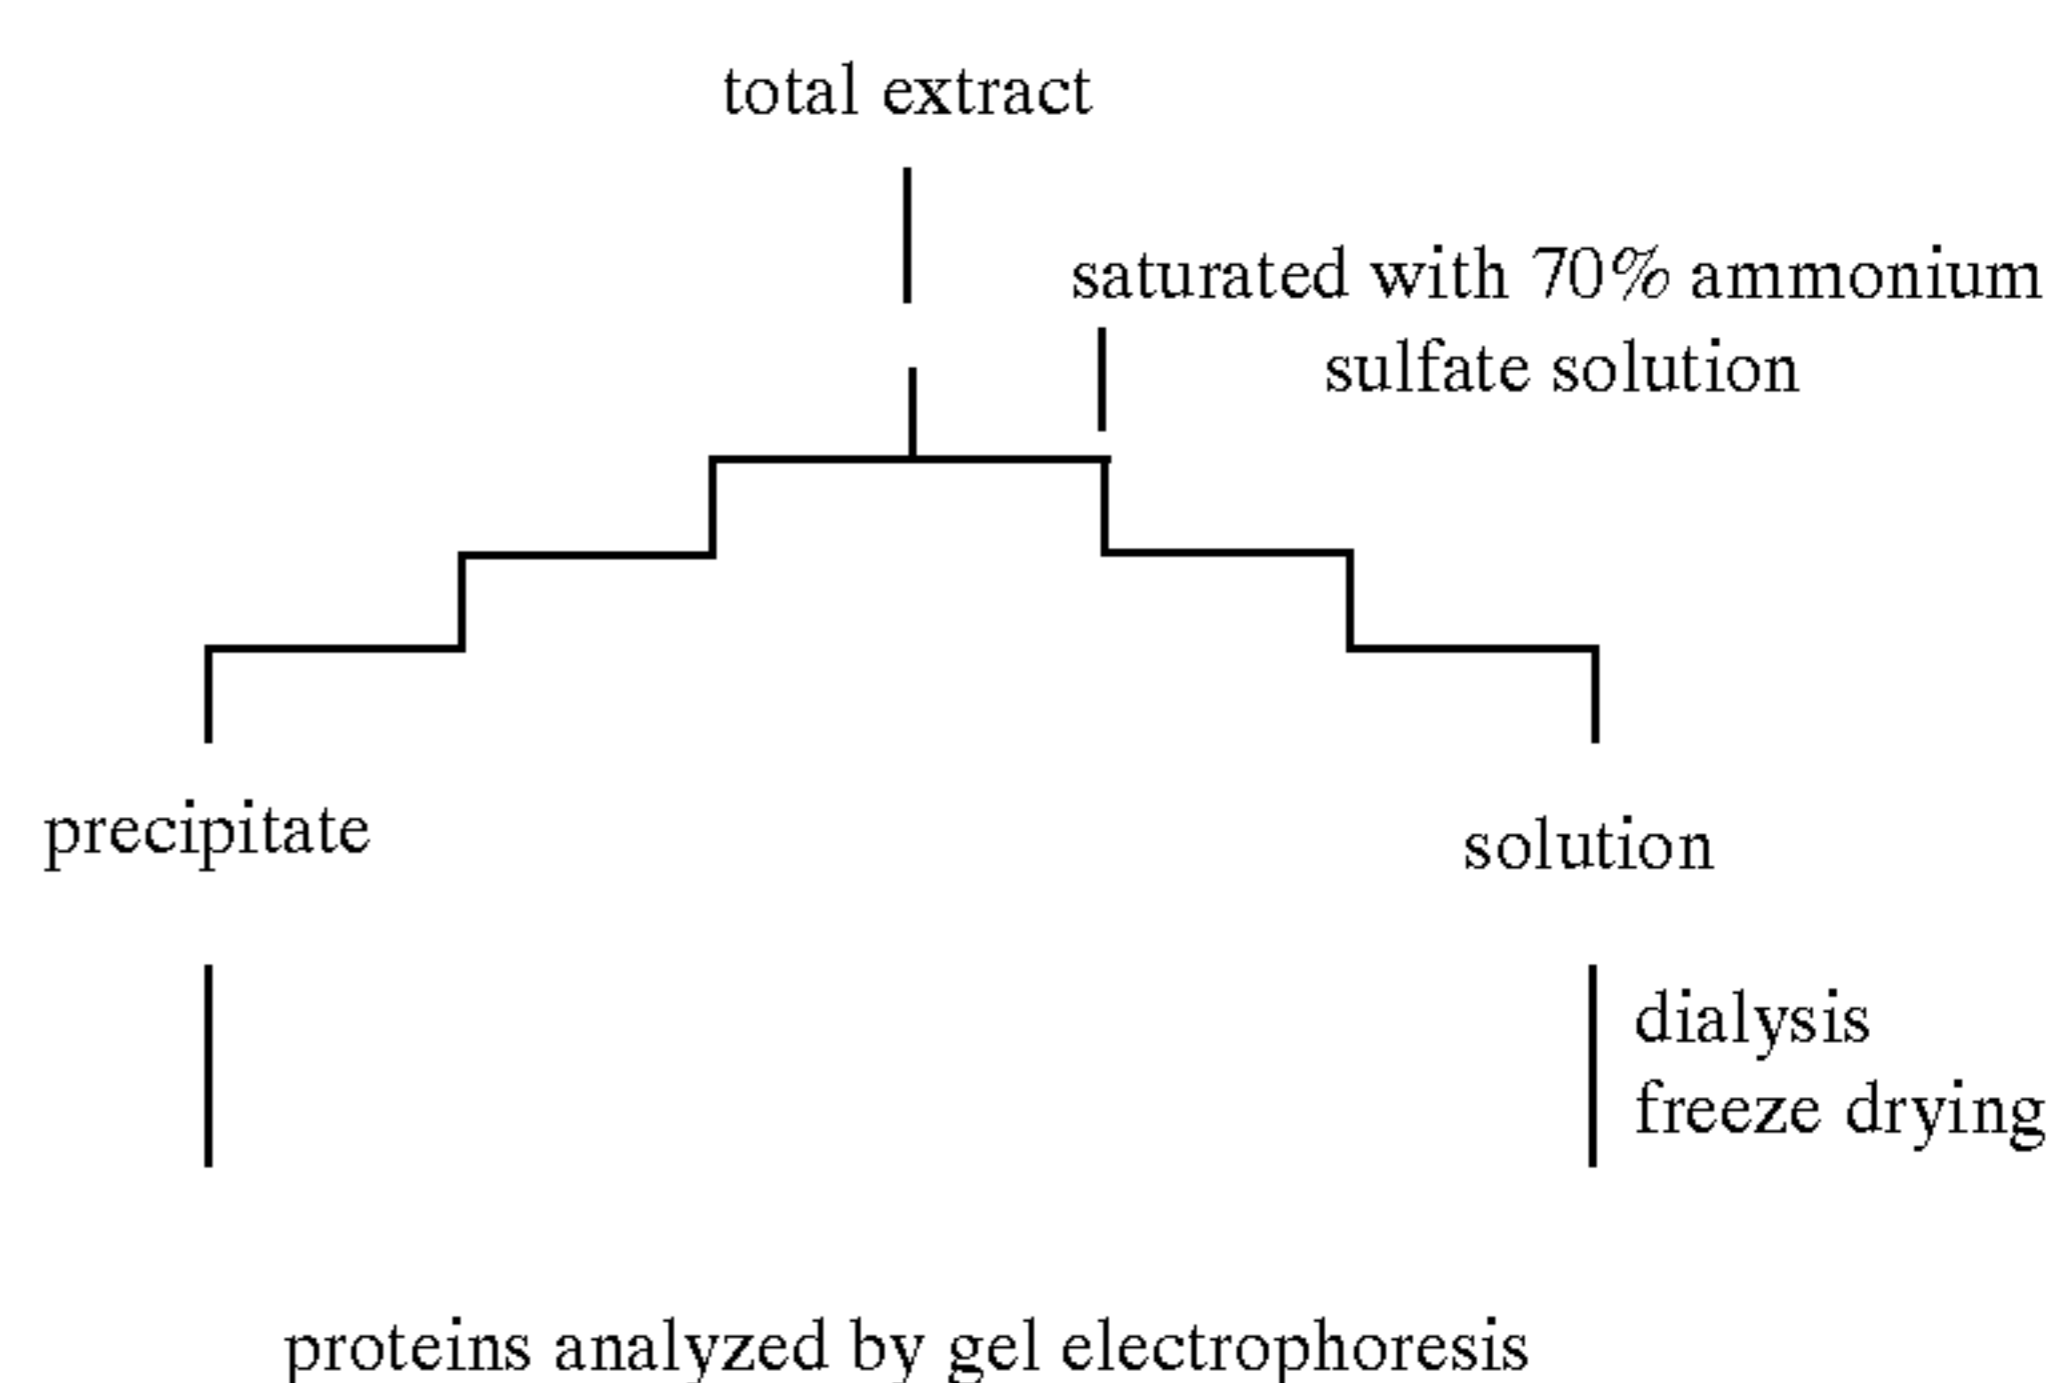 total extract
saturated with 70% ammonium
sulfate solution
precipitate
solution
dialysis
freeze drying
proteins analyzed by gel electrophoresis